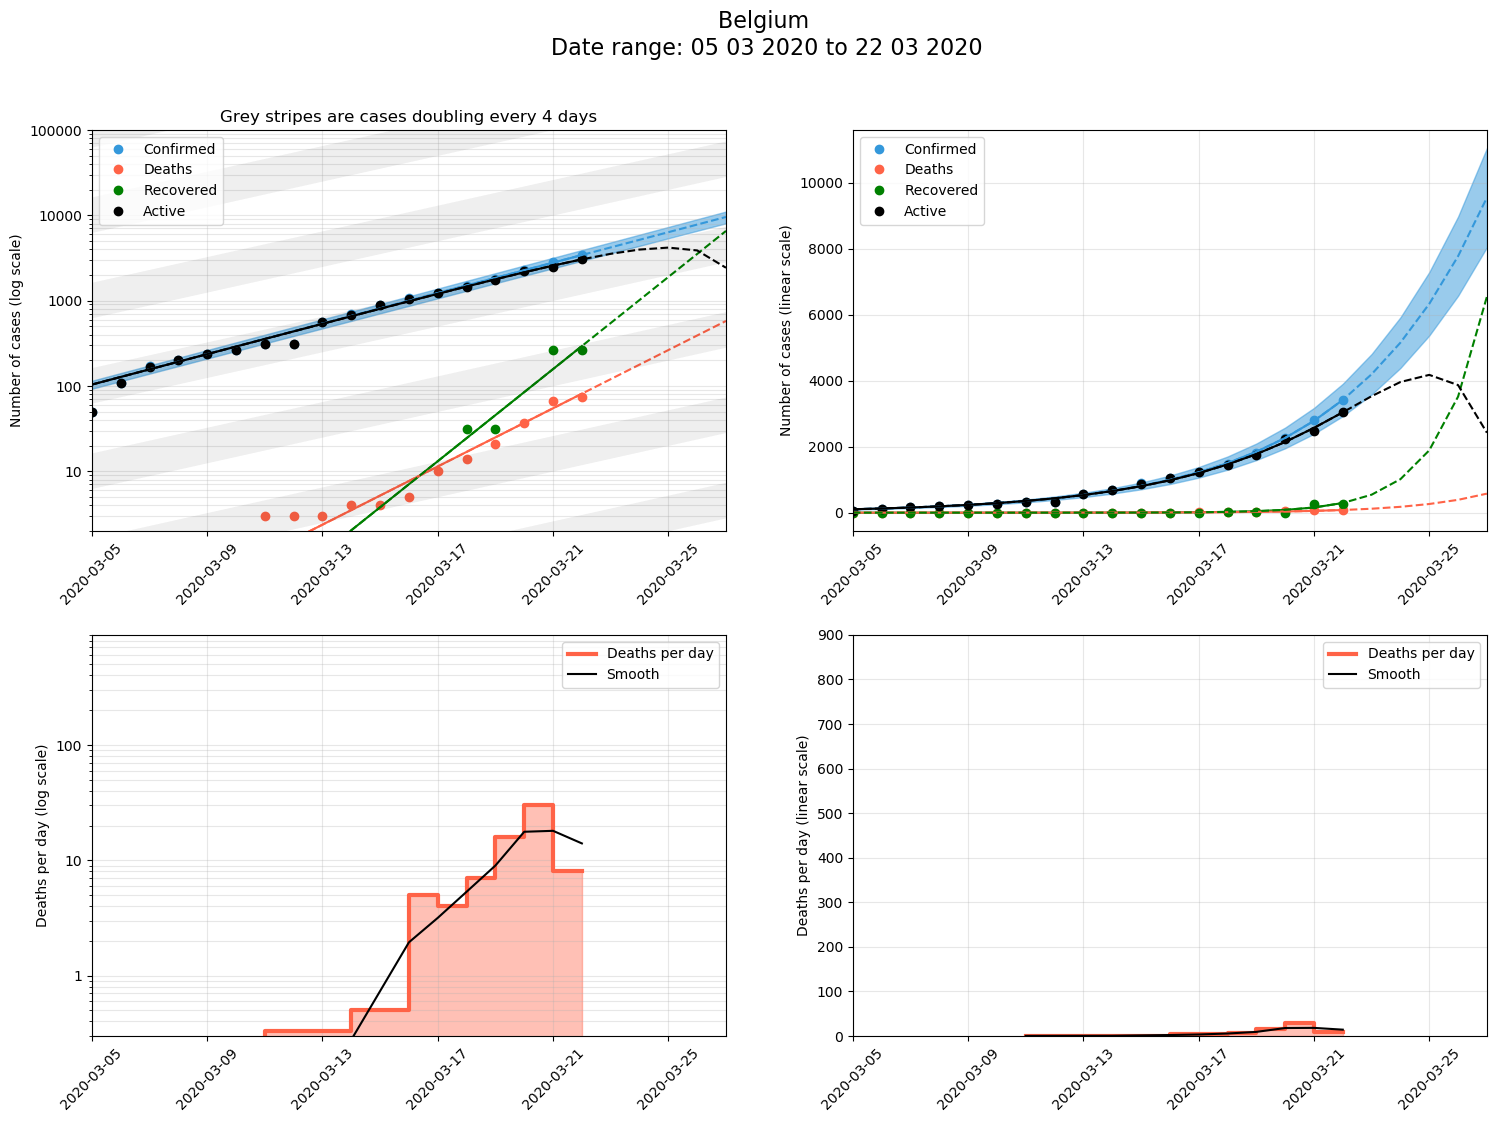 Belgium
Date range: 05 03 2020 to 22 03 2020
Grey stripes are cases doubling every 4 days
Number of cases (log scale)
100000
10000
1000
100
10
Confirmed
Deaths
Recovered
Active
2020-03-05
2020-03-09
2020-03-13
2020-03-17
2020-03-21
2020-03-25
Number of cases (linear scale)
10000
8000
6000
4000
2000
0
Confirmed
Deaths
Recovered
Active
2020-03-05
2020-03-09
2020-03-13
2020-03-17
2020-03-21
2020-03-25
Deaths per day (log scale)
100
10
1
Deaths per day
Smooth
2020-03-05
2020-03-09
2020-03-13
2020-03-17
2020-03-21
2020-03-25
Deaths per day (linear scale)
900
800
700
600
500
400
300
200
100
0
Deaths per day
Smooth
2020-03-05
2020-03-09
2020-03-13
2020-03-17
2020-03-21
2020-03-25